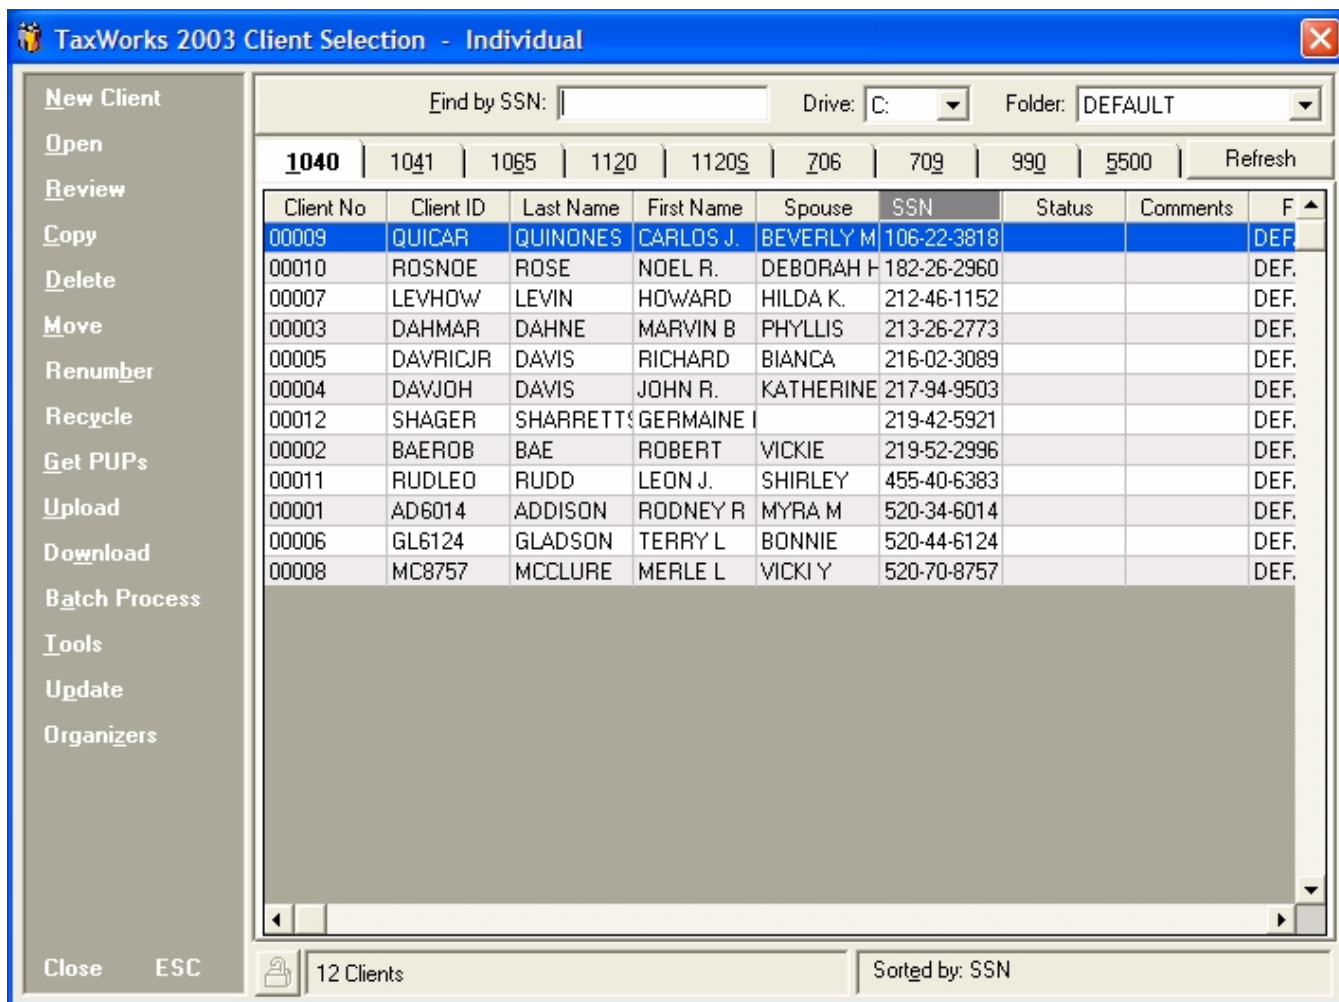 TaxWorks 2003 Client Selection - Individual
New Client
Open
Review
Copy
Delete
Move
Renumber
Recycle
Get PUPs
Upload
Download
Batch Process
Tools
Update
Organizers
Close ESC
Find by SSN: Drive: C: Folder: DEFAULT
1040 1041 1065 1120 1120S 706 709 990 5500 Refresh
Client No Client ID Last Name First Name Spouse SSN Status Comments F
00009 QUICAR QUINONES CARLOS J. BEVERLY M 106-22-3818 DEF.
00010 ROSNOE ROSE NOEL R. DEBORAH H 182-26-2960 DEF.
00007 LEVHOW LEVIN HOWARD HILDA K. 212-46-1152 DEF.
00003 DAHMAR DAHNE MARVIN B PHYLLIS 213-26-2773 DEF.
00005 DAVRICJR DAVIS RICHARD BIANCA 216-02-3089 DEF.
00004 DAVJOH DAVIS JOHN R. KATHERINE 217-94-9503 DEF.
00012 SHAGER SHARRETTS GERMAINE 219-42-5921 DEF.
00002 BAEROB BAE ROBERT VICKIE 219-52-2996 DEF.
00011 RUDLEO RUDD LEON J. SHIRLEY 455-40-6383 DEF.
00001 AD6014 ADDISON RODNEY R MYRA M 520-34-6014 DEF.
00006 GL6124 GLADSON TERRY L BONNIE 520-44-6124 DEF.
00008 MC8757 MCCLURE MERLE L VICKI Y 520-70-8757 DEF.
12 Clients Sorted by: SSN